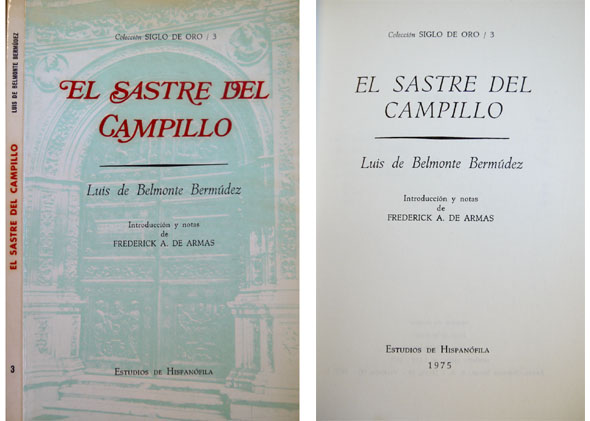 LUIS DE BELMONTE BERMÚDEZ
EL SASTRE DEL CAMPILLO
3
Colección SIGLO DE ORO / 3
EL SASTRE DEL
CAMPILLO
Luis de Belmonte Bermúdez
Introducción y notas
de
FREDERICK A. DE ARMAS
ESTUDIOS DE HISPANÓFILA
Colección SIGLO DE ORO / 3
EL SASTRE DEL
CAMPILLO
Luis de Belmonte Bermúdez
Introducción y notas
de
FREDERICK A. DE ARMAS
ESTUDIOS DE HISPANÓFILA
1975